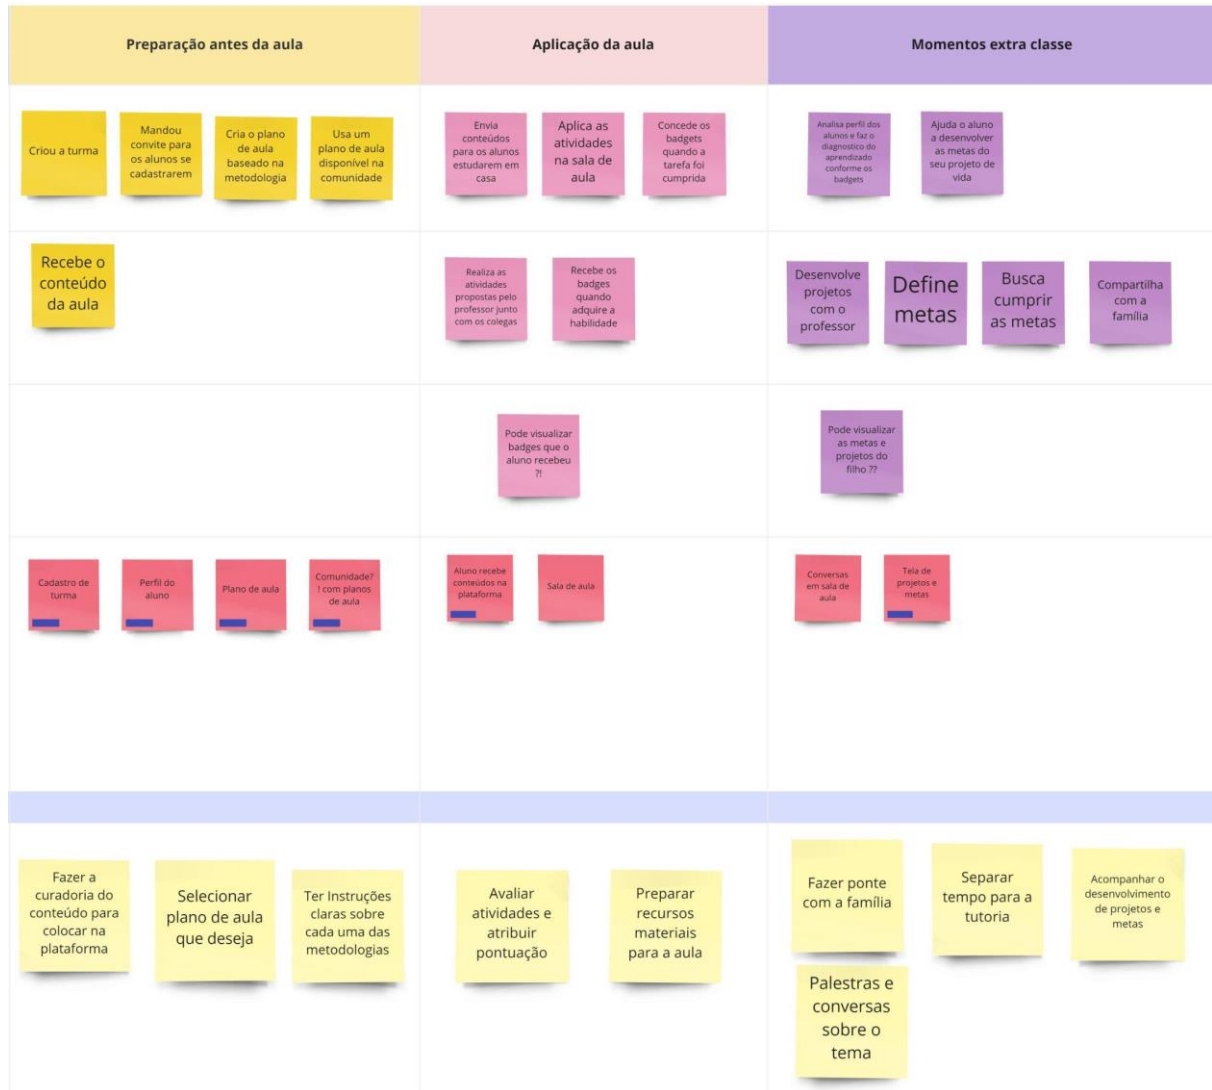 Preparação antes da aula
Aplicação da aula
Momentos extra classe
Criou a turma
Mandou
convite para
os alunos se
cadastrarem
Cria o plano
de aula
baseado na
metodologia
Usa um
plano de aula
disponível na
comunidade
Envia
conteúdos
para os alunos
estudarem em
casa
Aplica as
atividades
na sala de
aula
Concede os
badgets
quando a
tarefa foi
cumprida
Analisa perfil dos
alunos e faz o
diagnostico do
aprendizado
conforme os
badgets
Ajuda o aluno
a desenvolver
as metas do
seu projeto de
vida
Recebe o
conteúdo
da aula
Realiza as
atividades
propostas pelo
professor junto
com os colegas
Recebe os
badges
quando
adquire a
habilidade
Desenvolve
projetos
com o
professor
Define
metas
Busca
cumprir
as metas
Compartilha
com a
família
Pode visualizar
badges que o
aluno recebeu
?!
Pode visualizar
as metas e
projetos do
filho ??
Cadastro de
turma
Perfil do
aluno
Plano de aula
Comunidade?
! com planos
de aula
Aluno recebe
conteúdos na
plataforma
Sala de aula
Conversas
em sala de
aula
Tela de
projetos e
metas
Fazer a
curadoria do
conteúdo para
colocar na
plataforma
Selecionar
plano de aula
que deseja
Ter Instruções
claras sobre
cada uma das
metodologias
Avaliar
atividades e
atribuir
pontuação
Preparar
recursos
materiais
para a aula
Fazer ponte
com a família
Separar
tempo para a
tutoria
Acompanhar o
desenvolvimento
de projetos e
metas
Palestras e
conversas
sobre o
tema